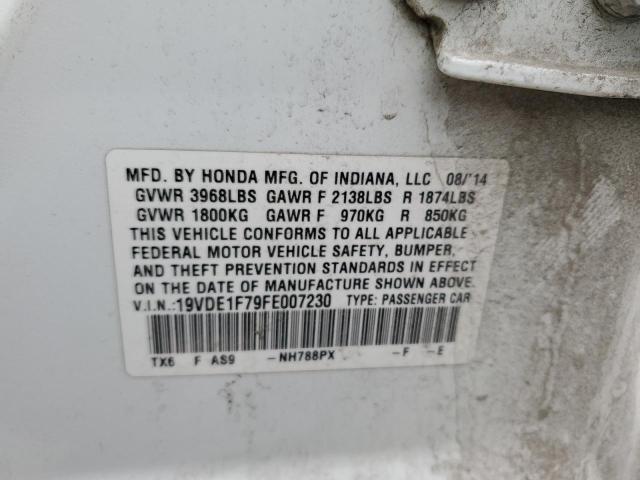 MFD. BY HONDA MFG. OF INDIANA, LLC 08/'14
GVWR 3968LBS GAWR F 2138LBS R 1874LBS
GVWR 1800KG GAWR F 970KG R 850KG
THIS VEHICLE CONFORMS TO ALL APPLICABLE
FEDERAL MOTOR VEHICLE SAFETY, BUMPER,
AND THEFT PREVENTION STANDARDS IN EFFECT
ON THE DATE OF MANUFACTURE SHOWN ABOVE.
V.I.N.:19VDE1F79FE007230 TYPE: PASSENGER CAR
TX6 F AS9 -NH788PX -F -E